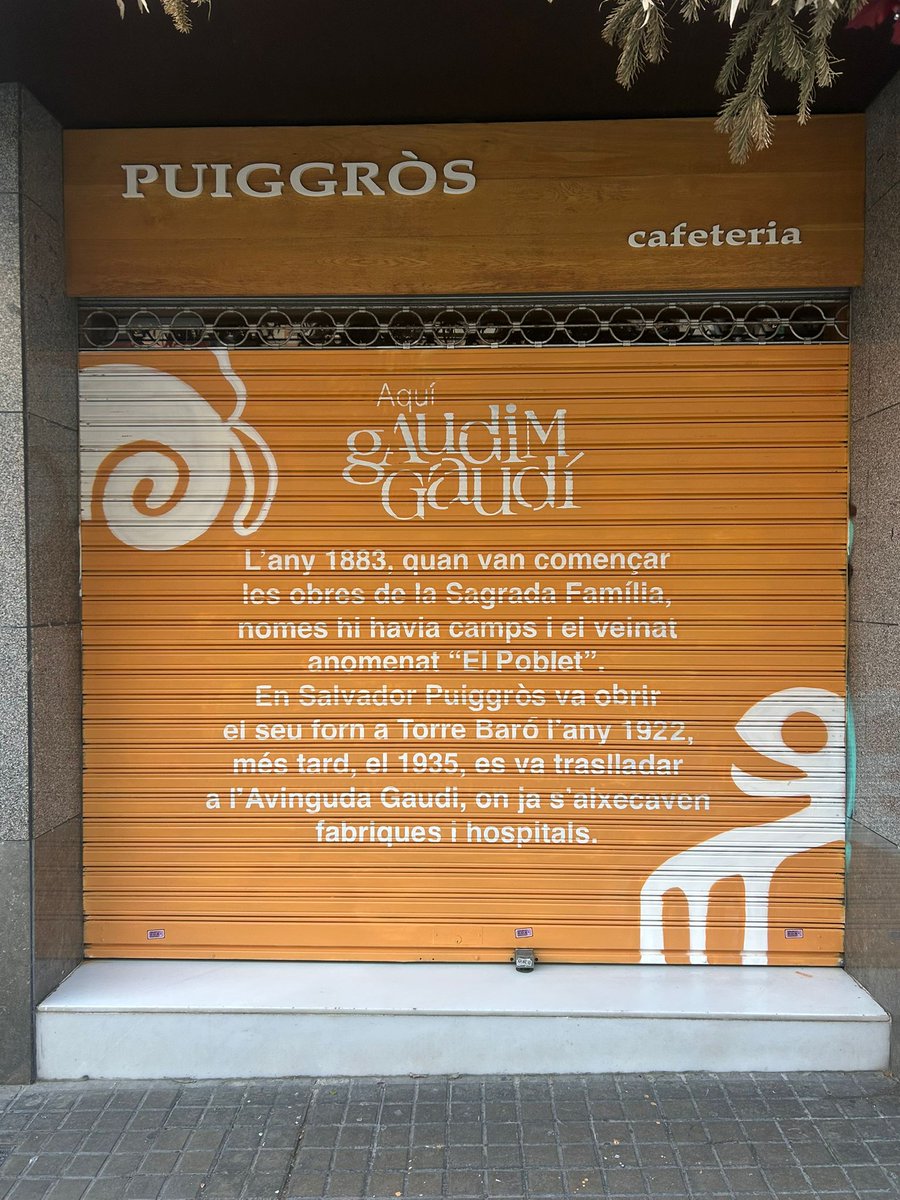 PUIGGRÒS
cafeteria
Aquí
gAudiM
Gaudí
L'any 1883, quan van començar
les obres de la Sagrada Família,
nomes hi havia camps i el veinat
anomenat “El Poblet”.
En Salvador Puiggròs va obrir
el seu forn a Torre Baró l'any 1922,
més tard, el 1935, es va traslladar
a l'Avinguda Gaudi, on ja s'aixecaven
fabriques i hospitals.